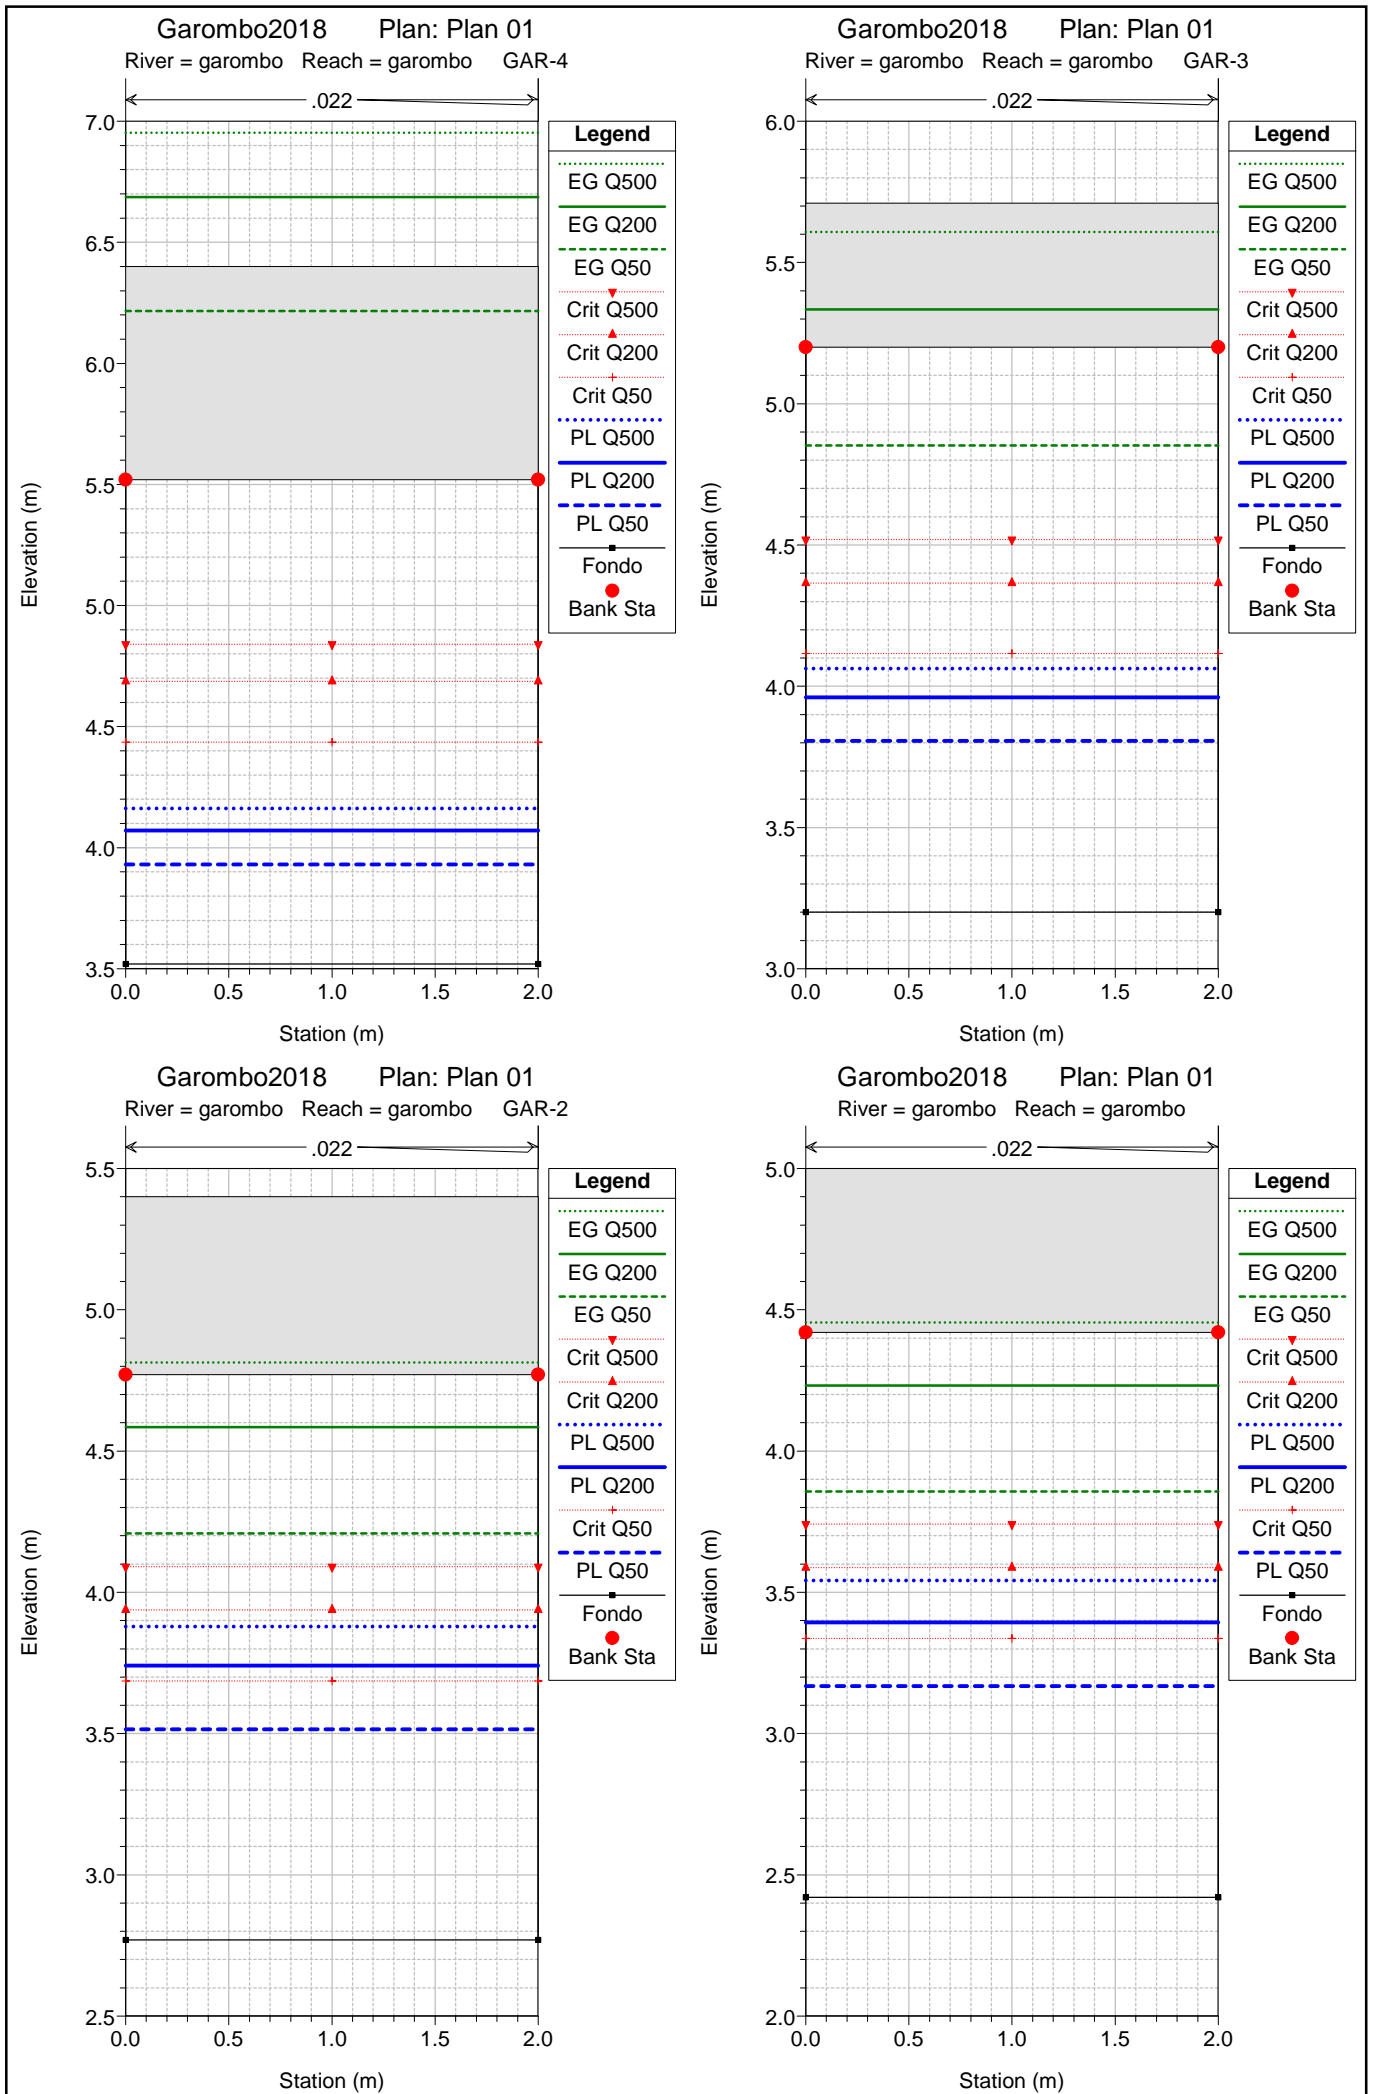 Garombo2018 Plan: Plan 01
River = garombo Reach = garombo GAR-4
.022
7.0
6.5
6.0
5.5
5.0
4.5
4.0
3.5
0.0 0.5 1.0 1.5 2.0
Station (m)
Elevation (m)
Legend
EG Q500
EG Q200
EG Q50
Crit Q500
Crit Q200
Crit Q50
PL Q500
PL Q200
PL Q50
Fondo
Bank Sta
Garombo2018 Plan: Plan 01
River = garombo Reach = garombo GAR-3
.022
6.0
5.5
5.0
4.5
4.0
3.5
3.0
0.0 0.5 1.0 1.5 2.0
Station (m)
Elevation (m)
Legend
EG Q500
EG Q200
EG Q50
Crit Q500
Crit Q200
Crit Q50
PL Q500
PL Q200
PL Q50
Fondo
Bank Sta
Garombo2018 Plan: Plan 01
River = garombo Reach = garombo GAR-2
.022
5.5
5.0
4.5
4.0
3.5
3.0
2.5
0.0 0.5 1.0 1.5 2.0
Station (m)
Elevation (m)
Legend
EG Q500
EG Q200
EG Q50
Crit Q500
Crit Q200
PL Q500
PL Q200
Crit Q50
PL Q50
Fondo
Bank Sta
Garombo2018 Plan: Plan 01
River = garombo Reach = garombo
.022
5.0
4.5
4.0
3.5
3.0
2.5
2.0
0.0 0.5 1.0 1.5 2.0
Station (m)
Elevation (m)
Legend
EG Q500
EG Q200
EG Q50
Crit Q500
Crit Q200
PL Q500
PL Q200
Crit Q50
PL Q50
Fondo
Bank Sta